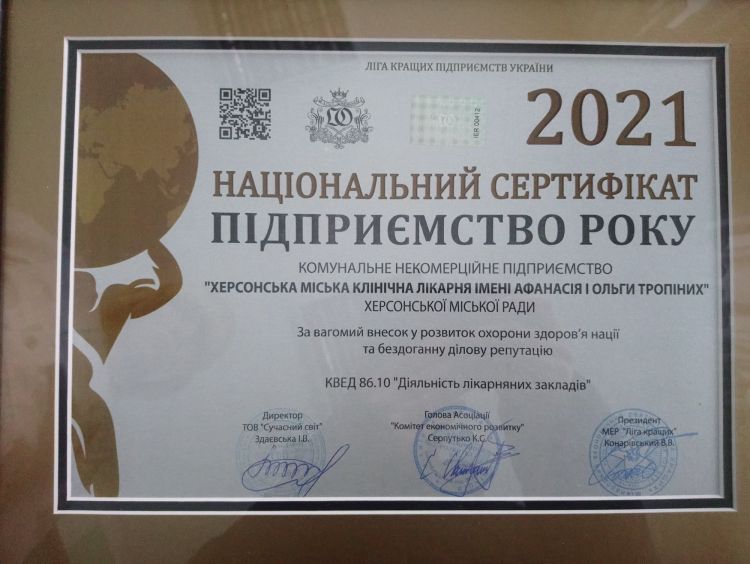 ЛІГА КРАЩИХ ПІДПРИЄМСТВ УКРАЇНИ
2021
ІЕR 00412
НАЦІОНАЛЬНИЙ СЕРТИФІКАТ
ПІДПРИЄМСТВО РОКУ
КОМУНАЛЬНЕ НЕКОМЕРЦІЙНЕ ПІДПРИЄМСТВО
"ХЕРСОНСЬКА МІСЬКА КЛІНІЧНА ЛІКАРНЯ ІМЕНІ АФАНАСІЯ І ОЛЬГИ ТРОПІНИХ"
ХЕРСОНСЬКОЇ МІСЬКОЇ РАДИ
За вагомий внесок у розвиток охорони здоров'я нації
та бездоганну ділову репутацію
КВЕД 86.10 "Діяльність лікарняних закладів"
Директор
ТОВ "Сучасний світ"
Здаєвська І.В.
Голова Асоціації
"Комітет економічного розвитку"
Серпутько К.С.
Президент
МЕР "Ліга кращих"
Конарівський В.В.